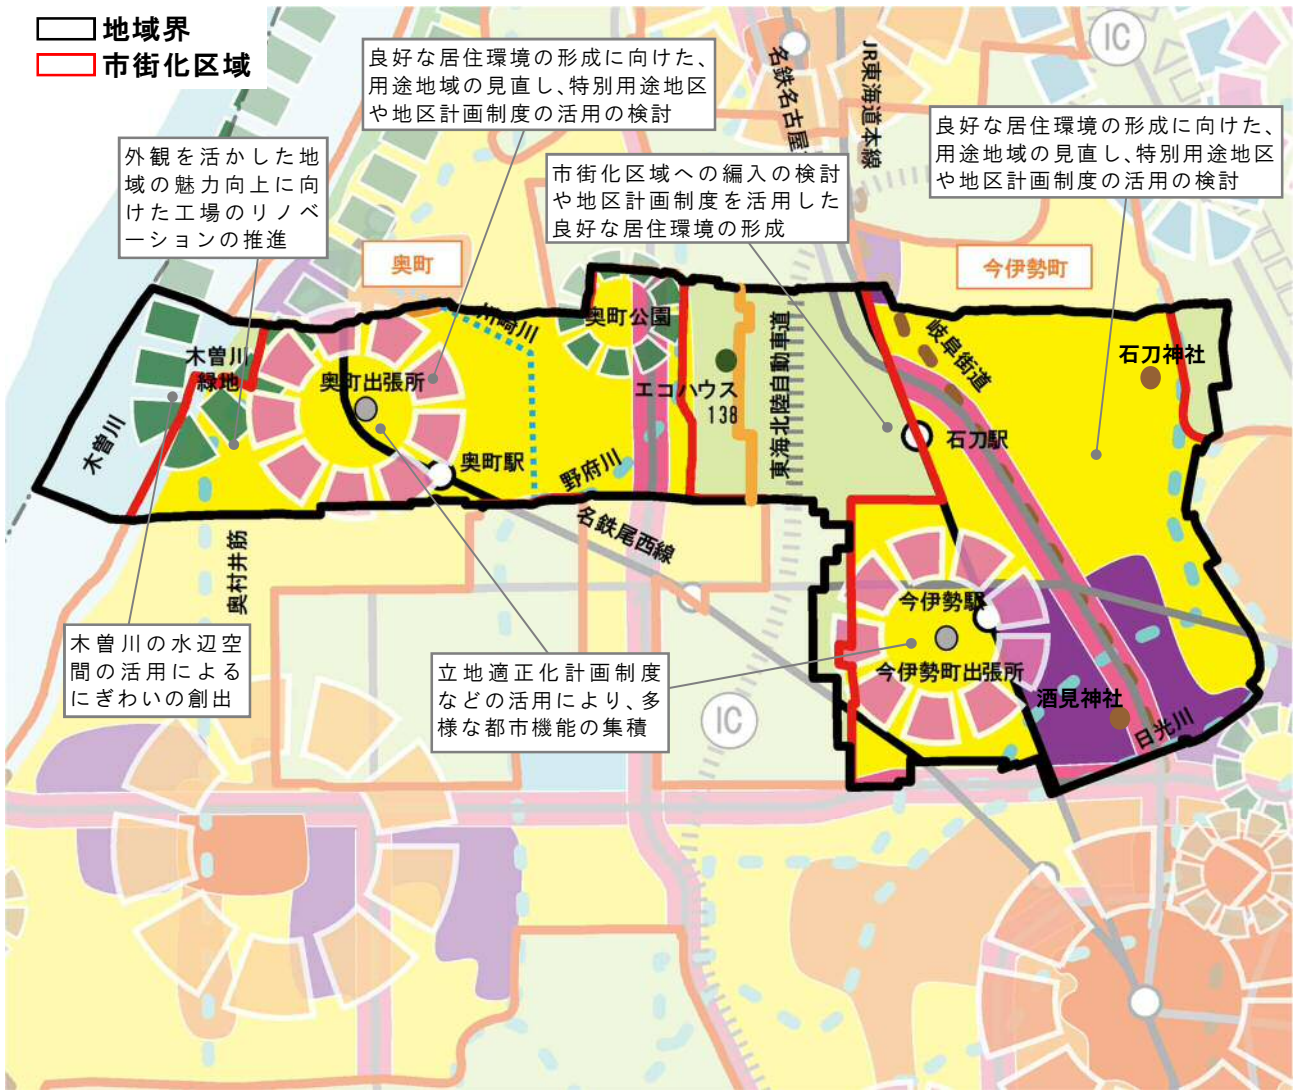 地域界
市街化区域
良好な居住環境の形成に向けた、
用途地域の見直し、特別用途地区
や地区計画制度の活用の検討
外観を活かした地
域の魅力向上に向
けた工場のリノベ
ーションの推進
市街化区域への編入の検討
や地区計画制度を活用した
良好な居住環境の形成
良好な居住環境の形成に向けた、
用途地域の見直し、特別用途地区
や地区計画制度の活用の検討
名鉄名古屋
JR東海道本線
IC
奥町
今伊勢町
木曽川
緑地
木曽川
奥町出張所
奥町駅
奥町公園
エコハウス
138
野府川
東海北陸自動車道
岐阜街道
石刀神社
石刀駅
名鉄尾西線
奥村井筋
今伊勢駅
今伊勢町出張所
酒見神社
日光川
IC
木曽川の水辺空
間の活用による
にぎわいの創出
立地適正化計画制度
などの活用により、多
様な都市機能の集積